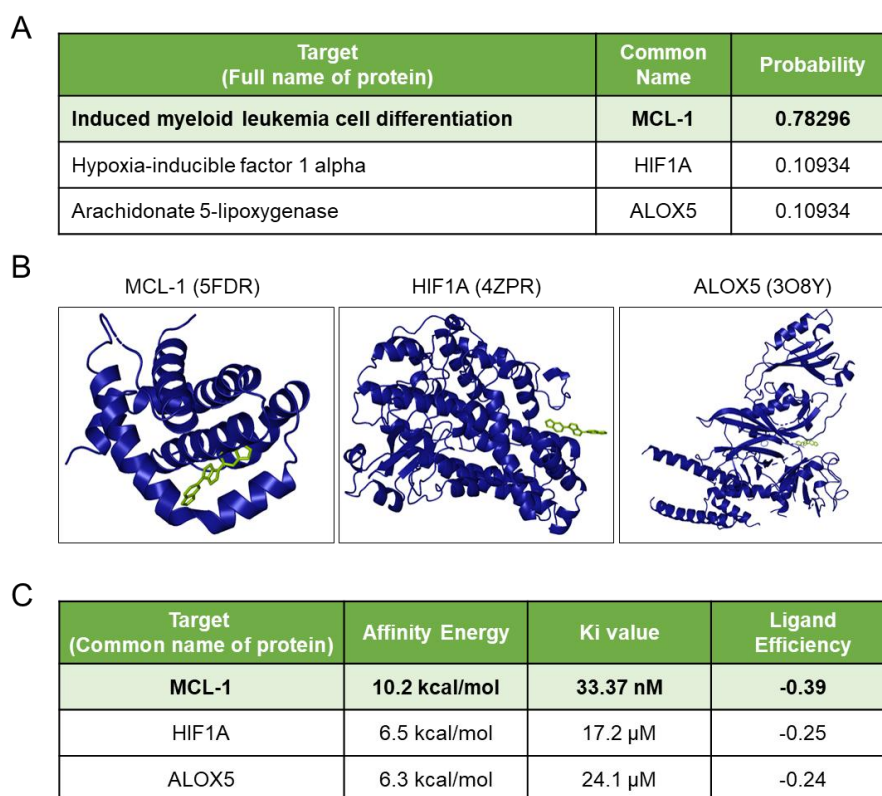 A
Target
(Full name of protein)
Common
Name
Probability
Induced myeloid leukemia cell differentiation MCL-1 0.78296
Hypoxia-inducible factor 1 alpha HIF1A 0.10934
Arachidonate 5-lipoxygenase ALOX5 0.10934
B
MCL-1 (5FDR) HIF1A (4ZPR) ALOX5 (3O8Y)
C
Target
(Common name of protein)
Affinity Energy
Ki value
Ligand
Efficiency
MCL-1 10.2 kcal/mol 33.37 nM -0.39
HIF1A 6.5 kcal/mol 17.2 µM -0.25
ALOX5 6.3 kcal/mol 24.1 µM -0.24